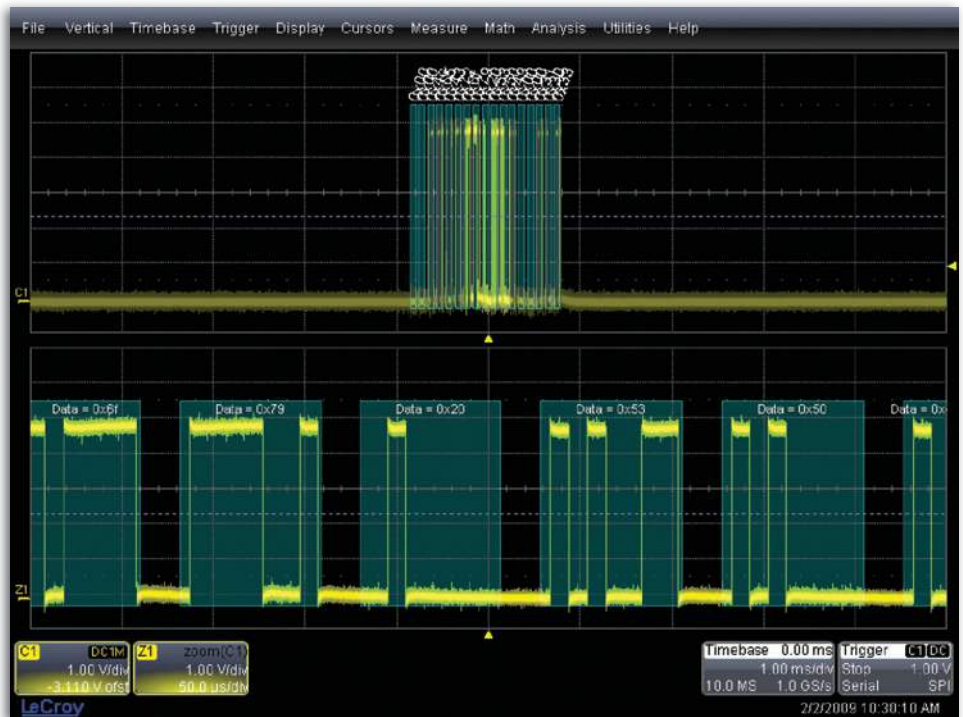 File Vertical Timebase Trigger Display Cursors Measure Math Analysis Utilities Help
C1
Data = 0x6f Data = 0x79 Data = 0x20 Data = 0x53 Data = 0x50 Data = 0x
Z1
C1 DC1M
1.00 V/div
-3.110 V ofst
Z1 zoom(C1)
1.00 V/div
50.0 µs/div
Timebase 0.00 ms
1.00 ms/div
10.0 MS 1.0 GS/s
Trigger C1 DC
Stop 1.00 V
Serial SPI
LeCroy
2/2/2009 10:30:10 AM